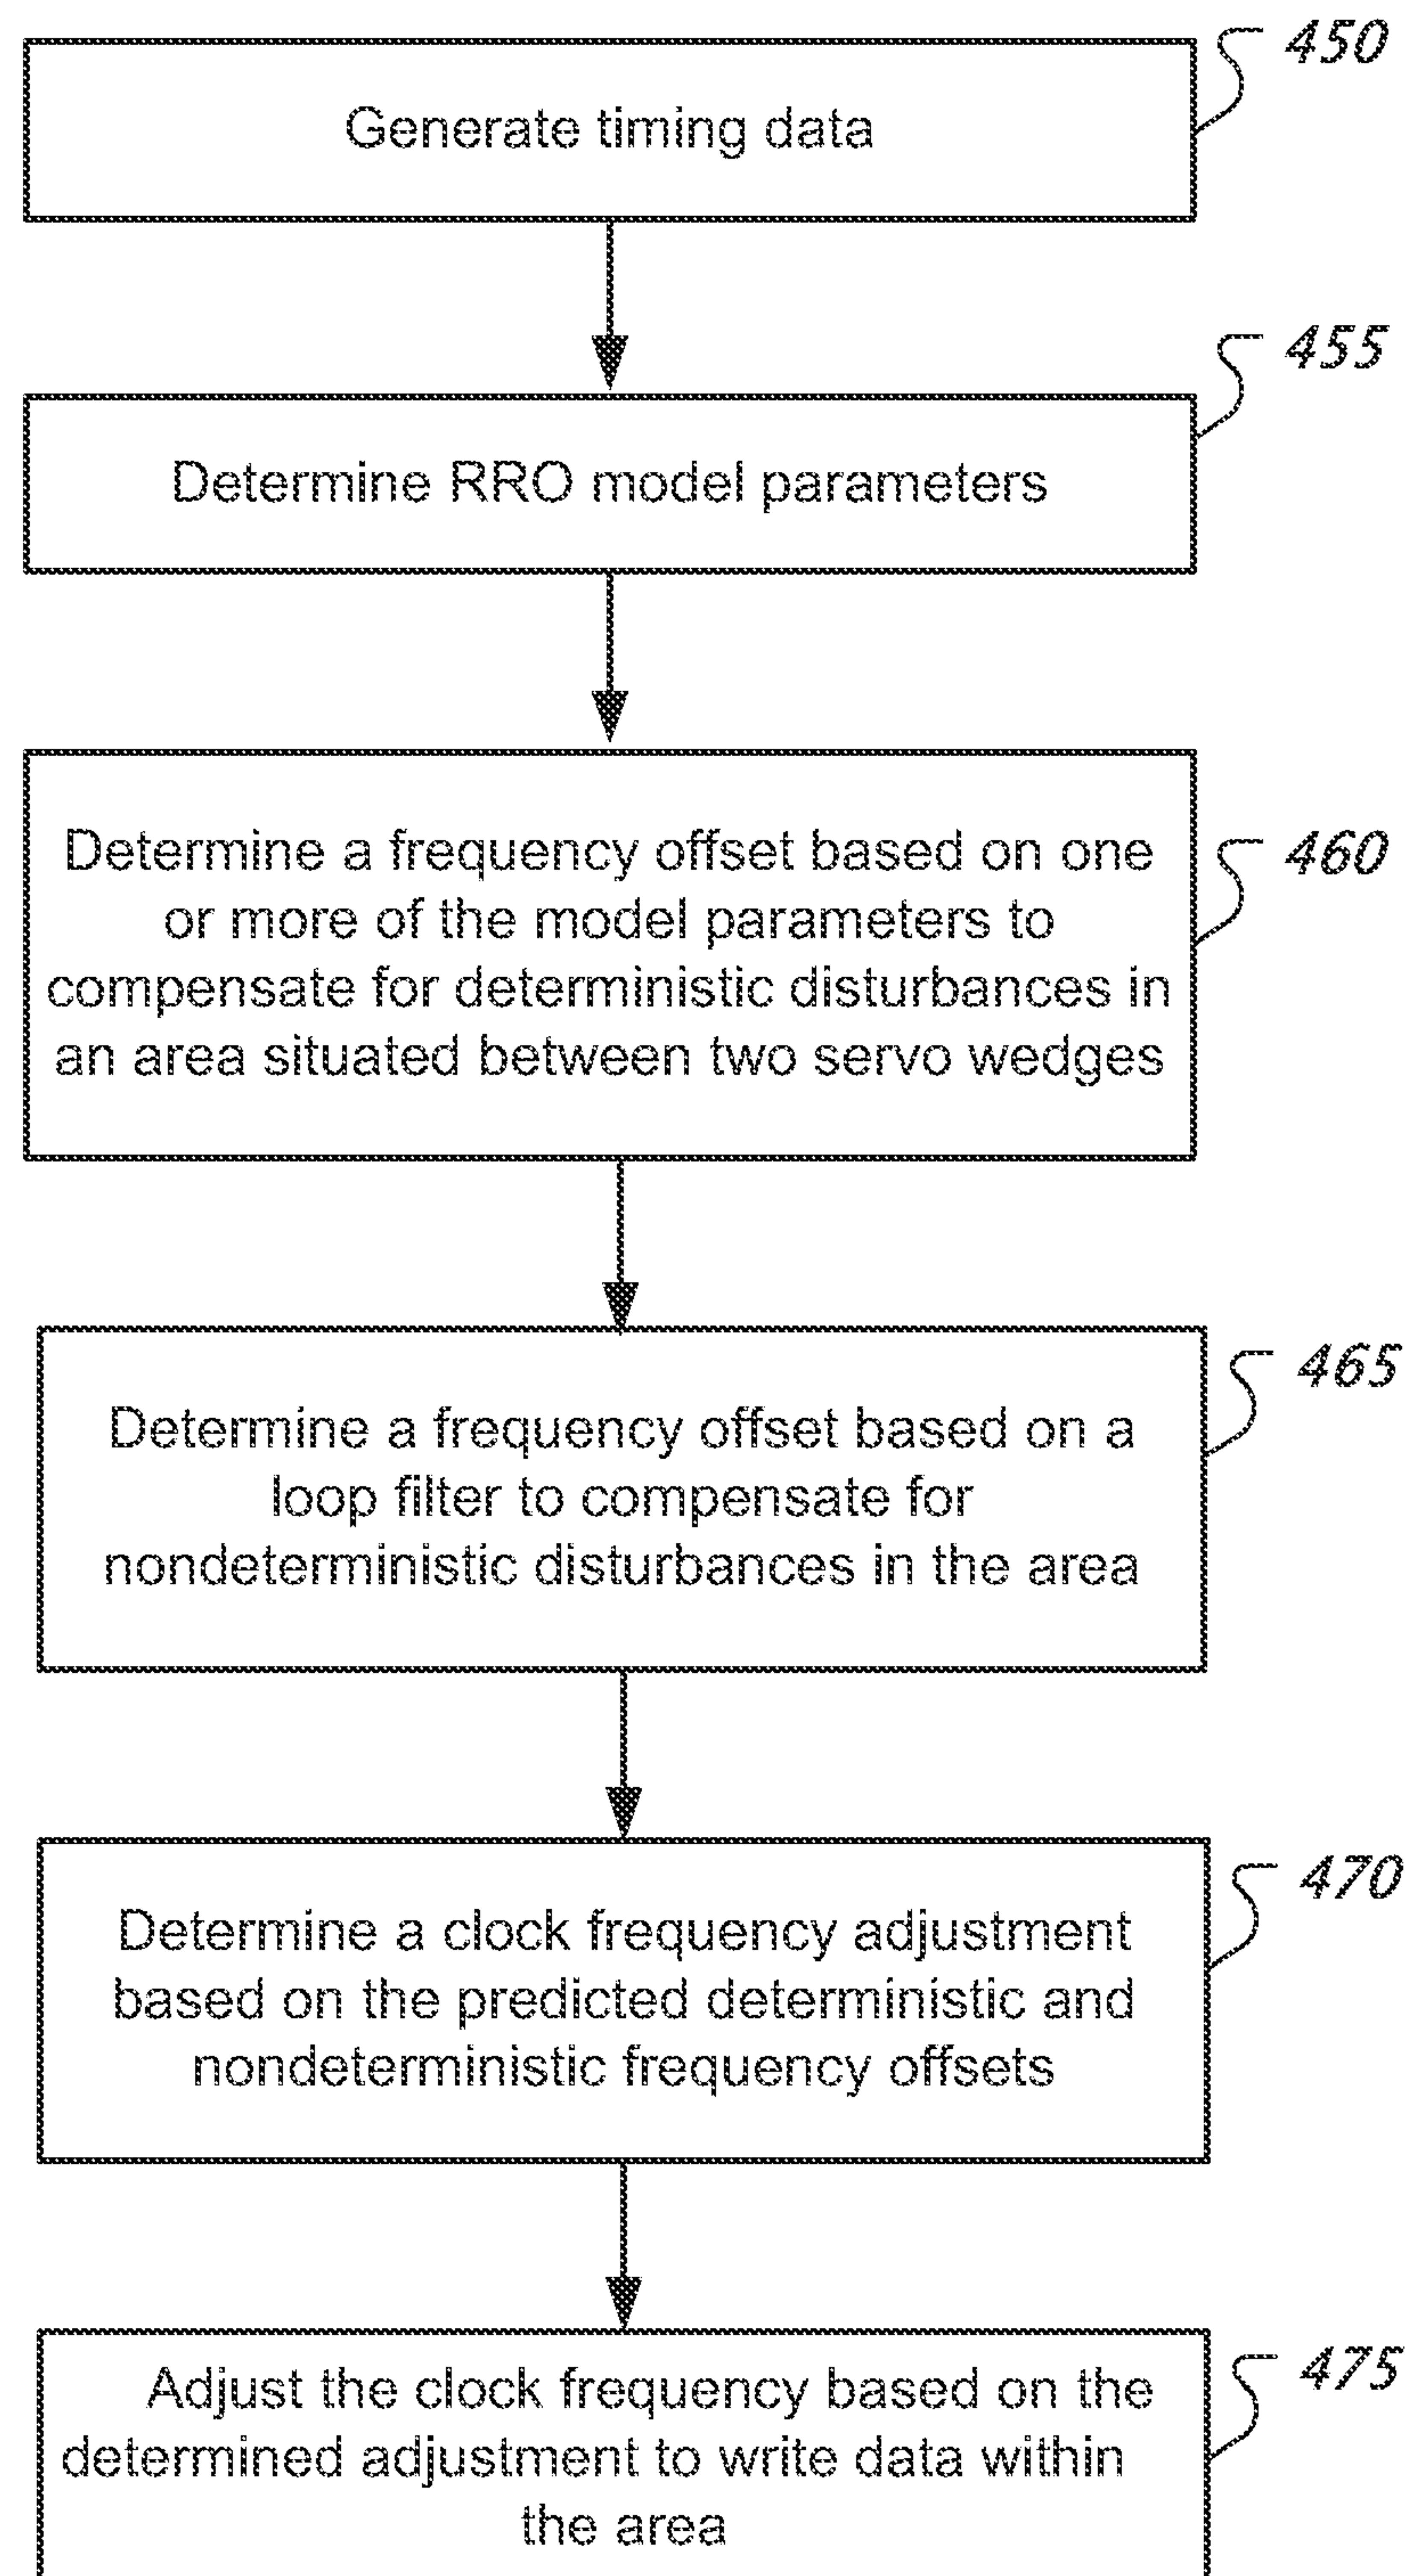 450
Generate timing data
455
Determine RRO model parameters
460
Determine a frequency offset based on one
or more of the model parameters to
compensate for deterministic disturbances in
an area situated between two servo wedges
465
Determine a frequency offset based on a
loop filter to compensate for
nondeterministic disturbances in the area
470
Determine a clock frequency adjustment
based on the predicted deterministic and
nondeterministic frequency offsets
475
Adjust the clock frequency based on the
determined adjustment to write data within
the area